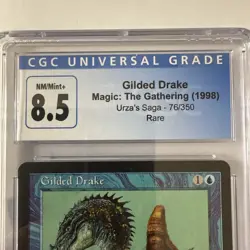 CGC UNIVERSAL GRADE
NM/Mint+
8.5
Gilded Drake
Magic: The Gathering (1998)
Urza's Saga - 76/350
Rare
Gilded Drake
1